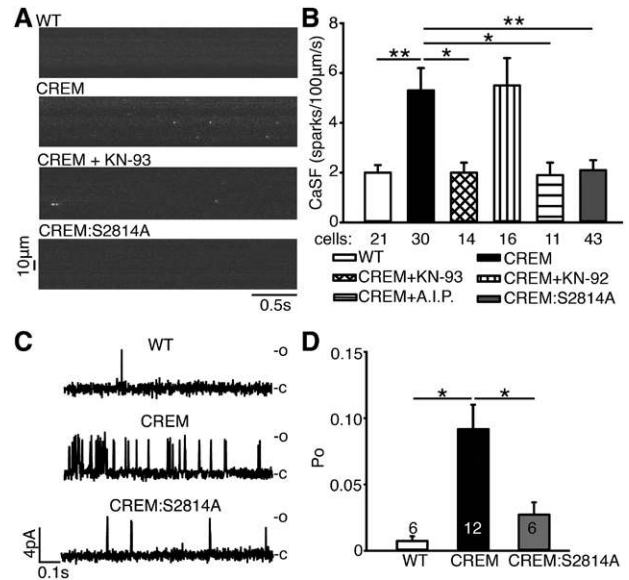 A
WT
CREM
CREM + KN-93
CREM:S2814A
10µm
0.5s
B
CaSF (sparks/100µm/s)
8
6
4
2
0
**
*
*
**
cells: 21 30 14 16 11 43
WT CREM
CREM+KN-93 CREM+KN-92
CREM+A.I.P. CREM:S2814A
C
WT
-o
-c
CREM
-o
-c
CREM:S2814A
-o
-c
4pA
0.1s
D
Po
0.15
0.10
0.05
0
*
*
6 12 6
WT CREM CREM:S2814A